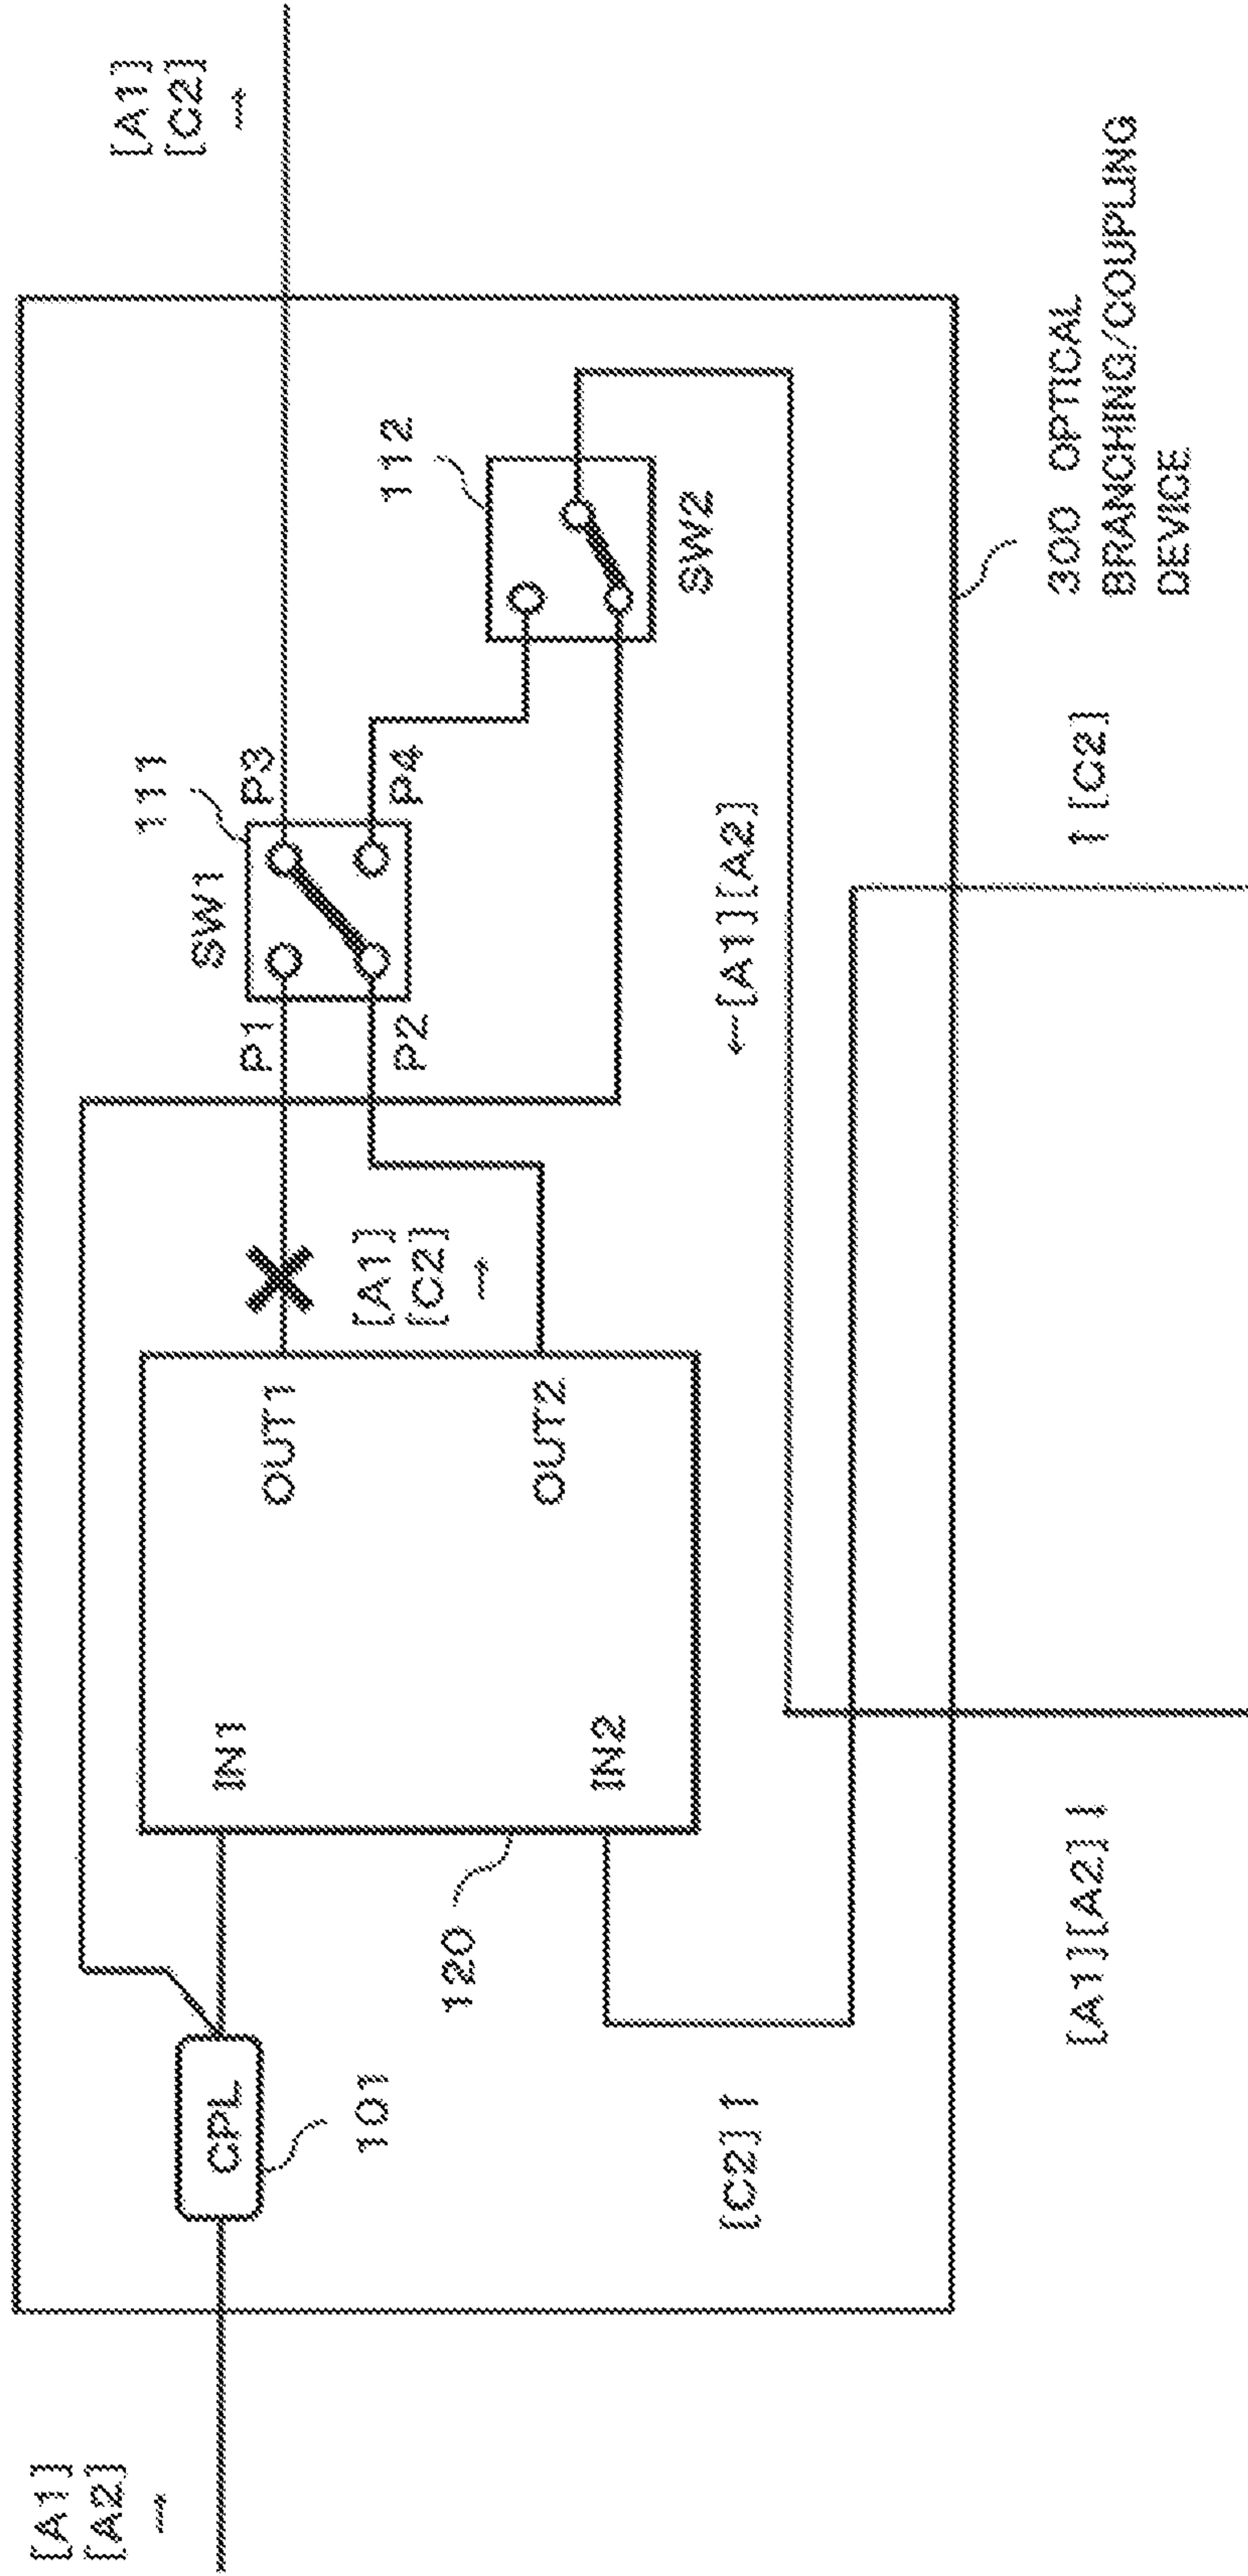 [A1]
[A2]
→
CPL
101
[C2] ↑
120
IN1
IN2
OUT1
OUT2
[A1]
[C2]
→
P1
P2
SW1
111
P3
P4
←[A1][A2]
112
SW2
[A1]
[C2]
→
[A1][A2] ↓
↑ [C2]
300 OPTICAL
BRANCHING/COUPLING
DEVICE